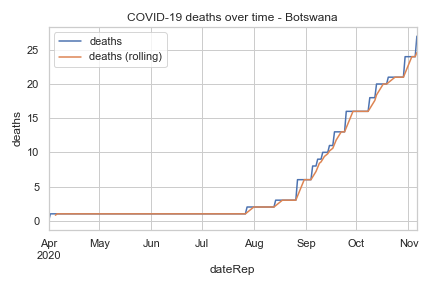 COVID-19 deaths over time - Botswana
deaths
deaths (rolling)
25
20
15
10
5
0
deaths
Apr May Jun Jul Aug Sep Oct Nov
2020
dateRep